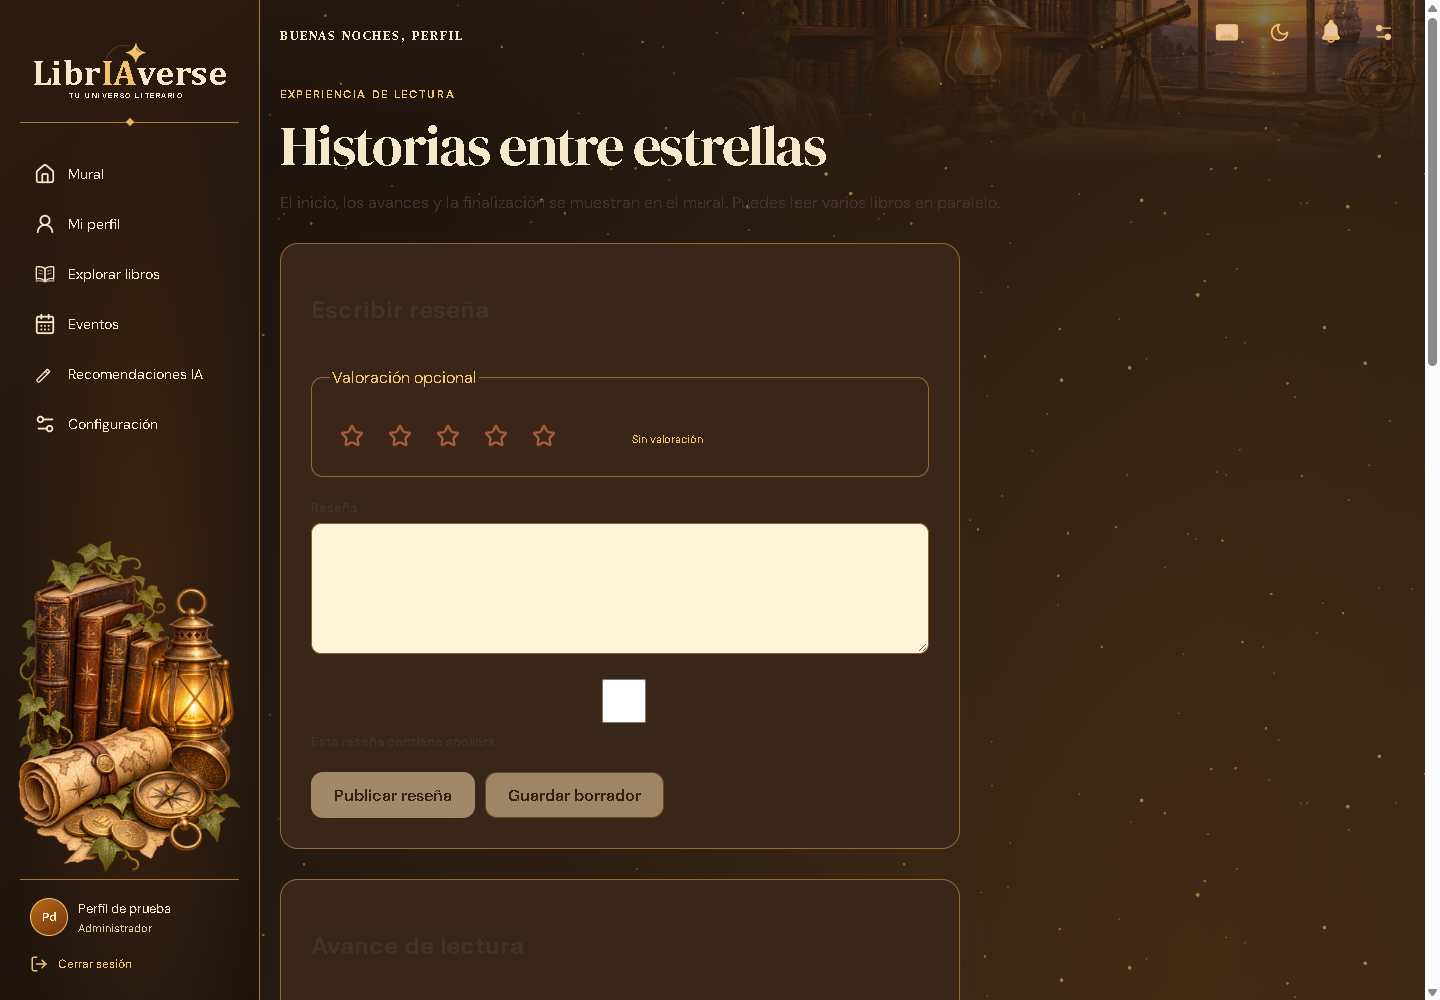 LibrIAverse
TU UNIVERSO LITERARIO
Mural
Mi perfil
Explorar libros
Eventos
Recomendaciones IA
Configuración
Pd
Perfil de prueba
Administrador
Cerrar sesión
BUENAS NOCHES, PERFIL
EXPERIENCIA DE LECTURA
Historias entre estrellas
El inicio, los avances y la finalización se muestran en el mural. Puedes leer varios libros en paralelo.
Escribir reseña
Valoración opcional
Sin valoración
Reseña
Esta reseña contiene spoilers
Publicar reseña
Guardar borrador
Avance de lectura